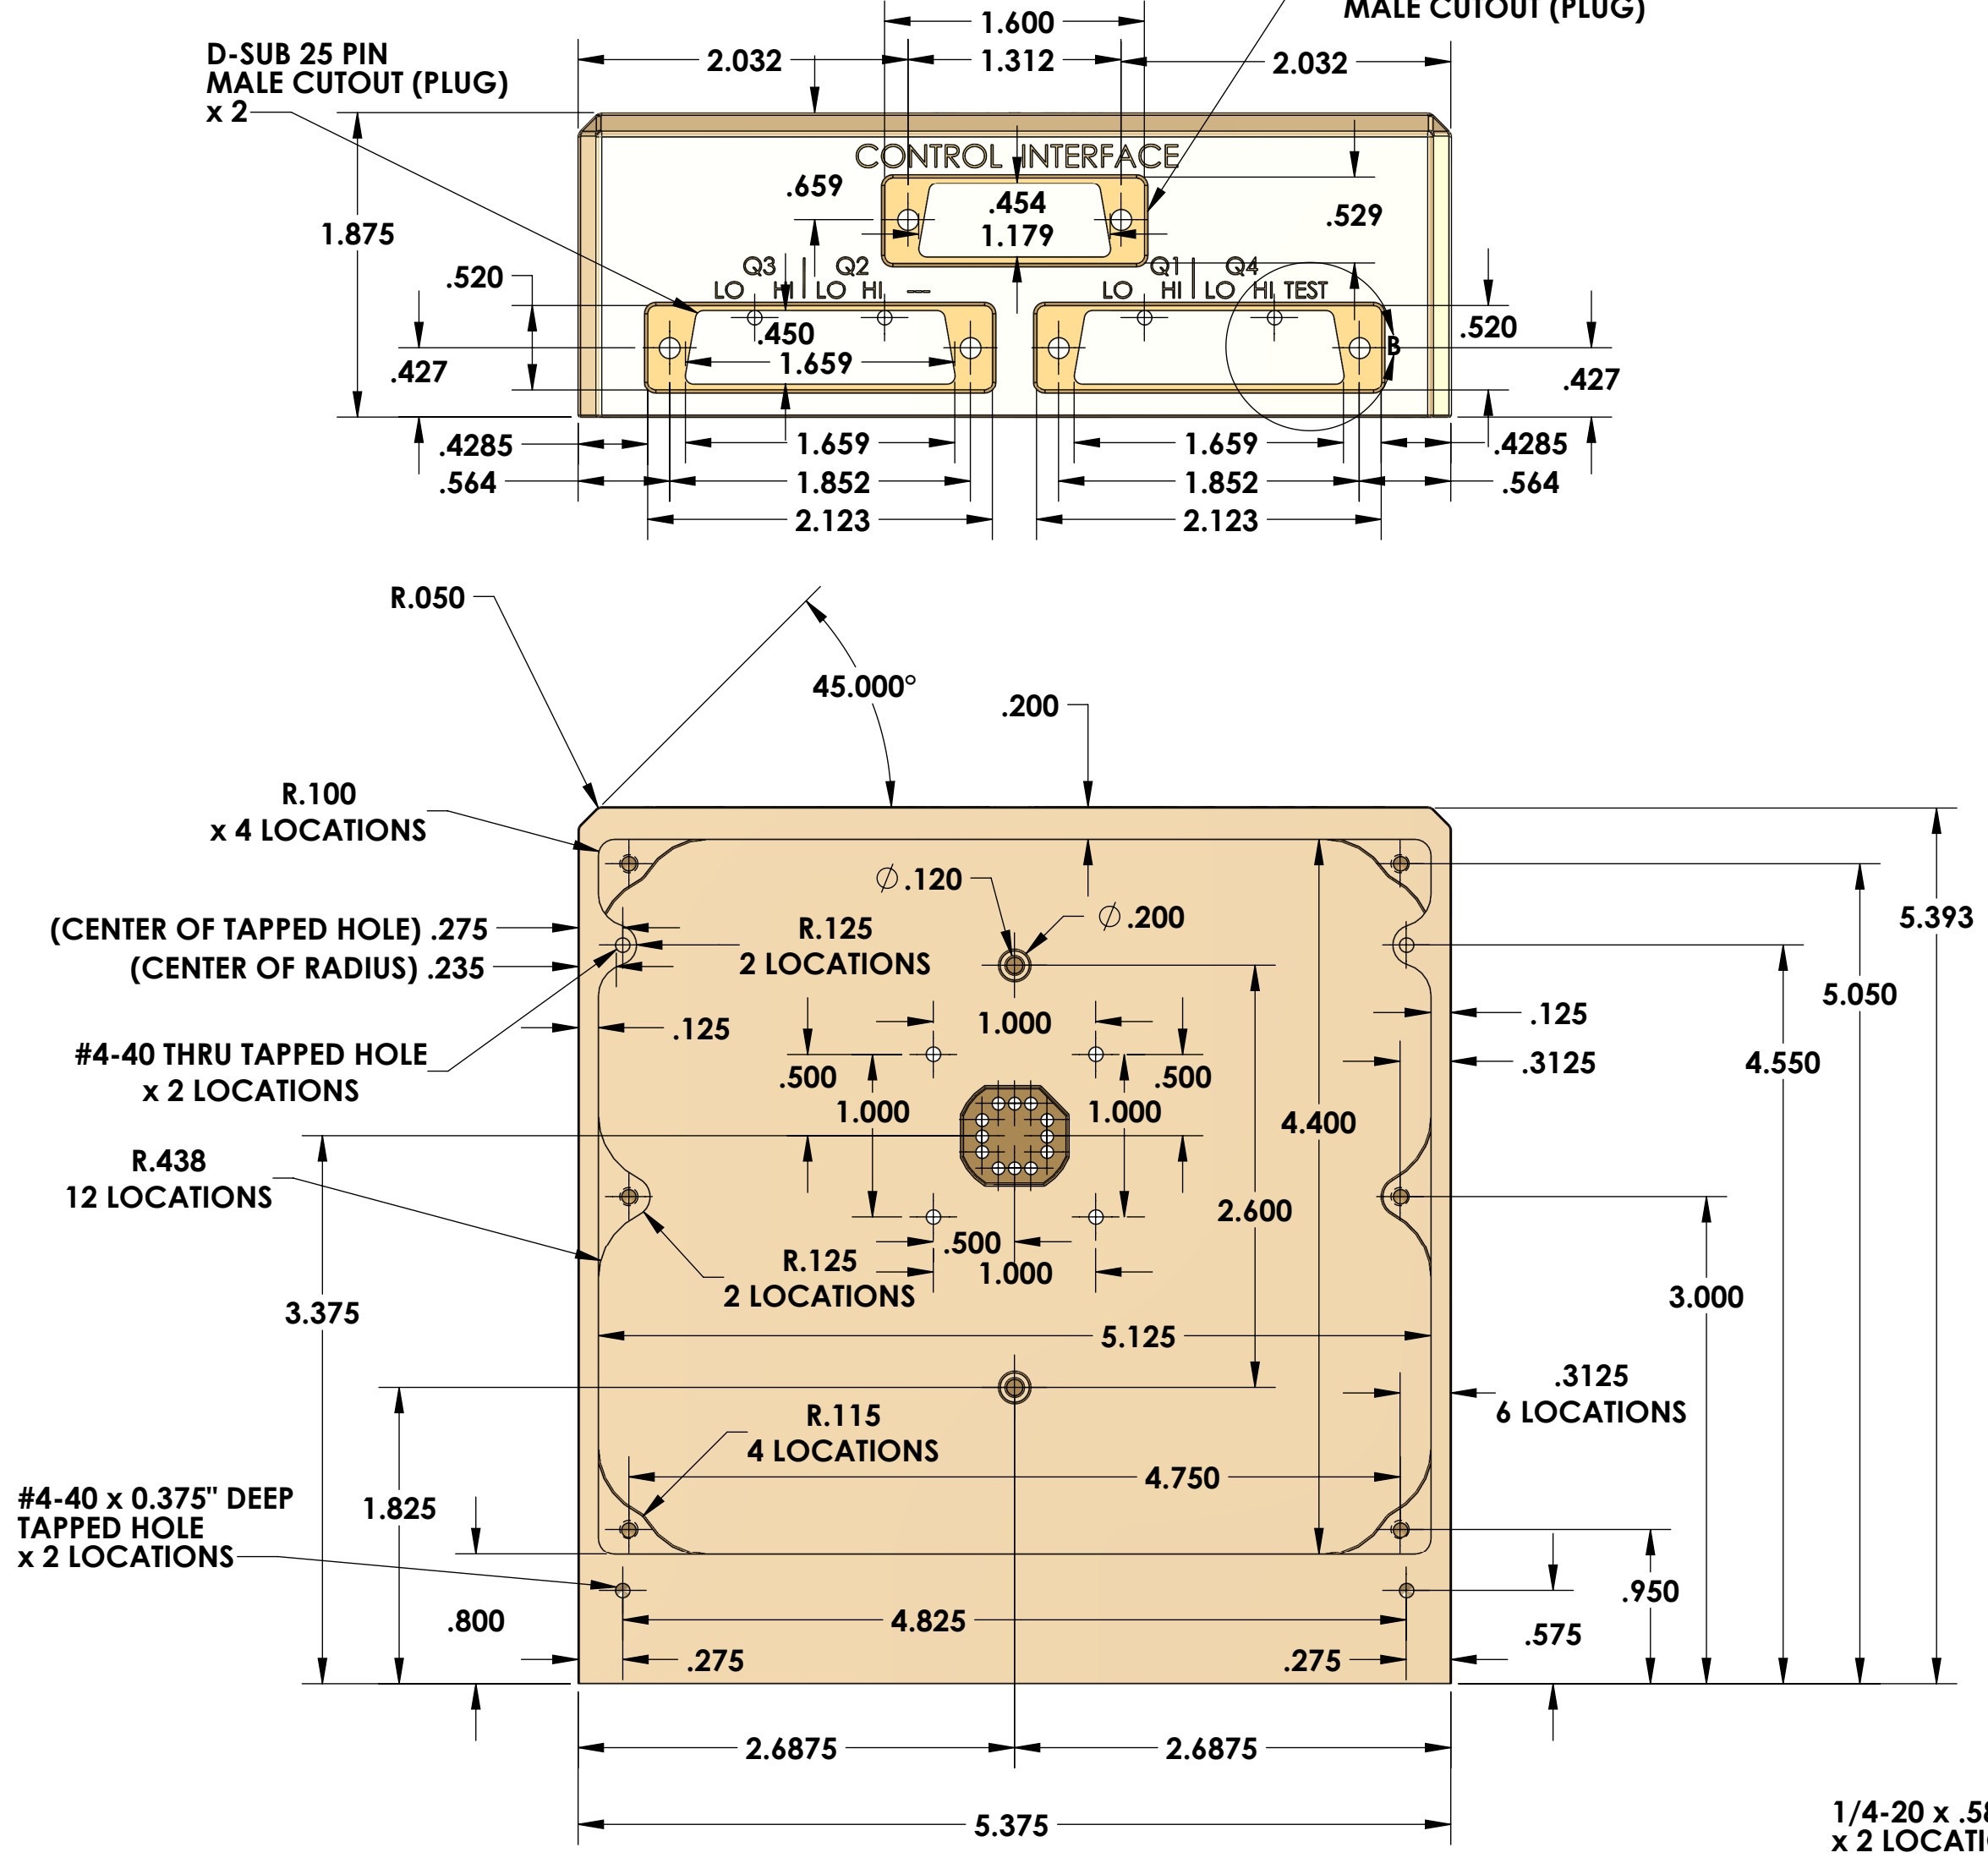 MALE CUTOUT (PLUG)
1.600
D-SUB 25 PIN
MALE CUTOUT (PLUG)
x 2
2.032
1.312
2.032
CONTROL INTERFACE
.659
.454
1.179
.529
1.875
Q3 | Q2
LO HI | LO HI —
Q1 | Q4
LO HI | LO HI TEST
.520
.450
1.659
.520
B
.427
.427
.4285
1.659
1.659
.4285
.564
1.852
1.852
.564
2.123
2.123
R.050
45.000°
.200
R.100
x 4 LOCATIONS
∅ .120
∅ .200
5.393
(CENTER OF TAPPED HOLE) .275
R.125
2 LOCATIONS
(CENTER OF RADIUS) .235
5.050
.125
1.000
.125
#4-40 THRU TAPPED HOLE
x 2 LOCATIONS
.500
.500
.3125
4.550
1.000
1.000
4.400
R.438
12 LOCATIONS
2.600
.500
1.000
R.125
2 LOCATIONS
3.000
3.375
5.125
.3125
6 LOCATIONS
R.115
4 LOCATIONS
4.750
#4-40 x 0.375" DEEP
TAPPED HOLE
x 2 LOCATIONS
1.825
.950
.800
4.825
.575
.275
.275
2.6875
2.6875
5.375
1/4-20 x .58
x 2 LOCATI